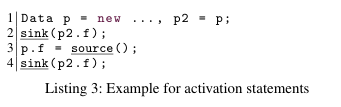 1 Data p = new ..., p2 = p;
2 sink(p2.f);
3 p.f = source();
4 sink(p2.f);
Listing 3: Example for activation statements